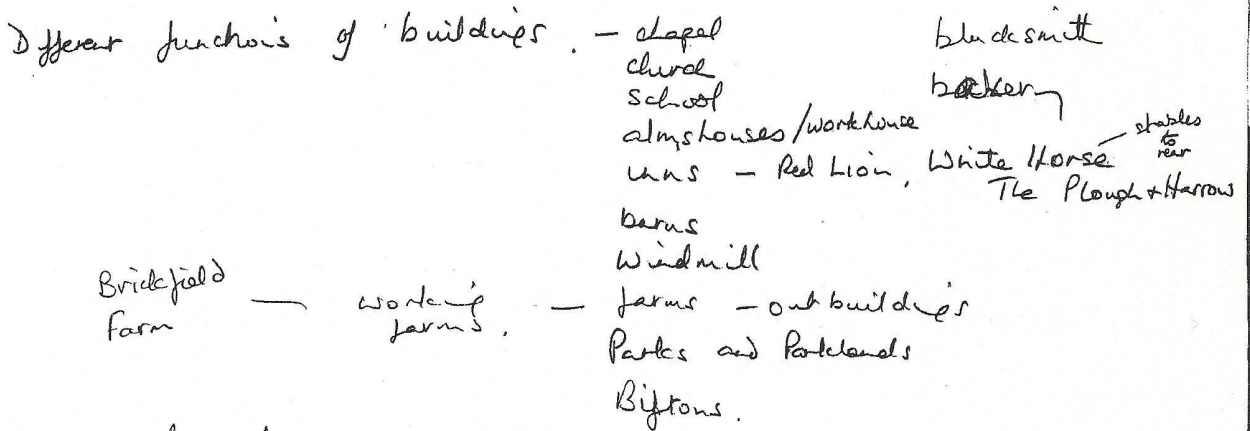 Different functions of buildings. - chapel
church
school
almshouses/workhouse
inns - Red Lion, White Horse - stables to rear
The Plough + Harrow
barns
Windmill
farms - outbuildings
Parks and Parklands
Biftons.
blacksmith
bakery
Brickfield
Farm - working
farms. -